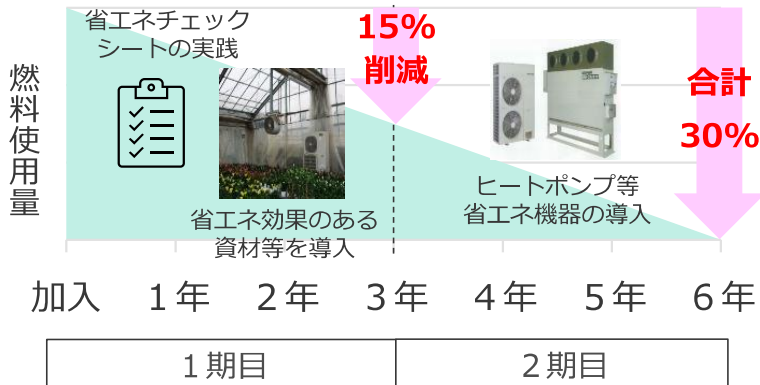 省エネチェック
シートの実践
15%
削減
合計
30%
燃料使用量
省エネ効果のある
資材等を導入
ヒートポンプ等
省エネ機器の導入
加入 １年 ２年 ３年 ４年 ５年 ６年
１期目 ２期目